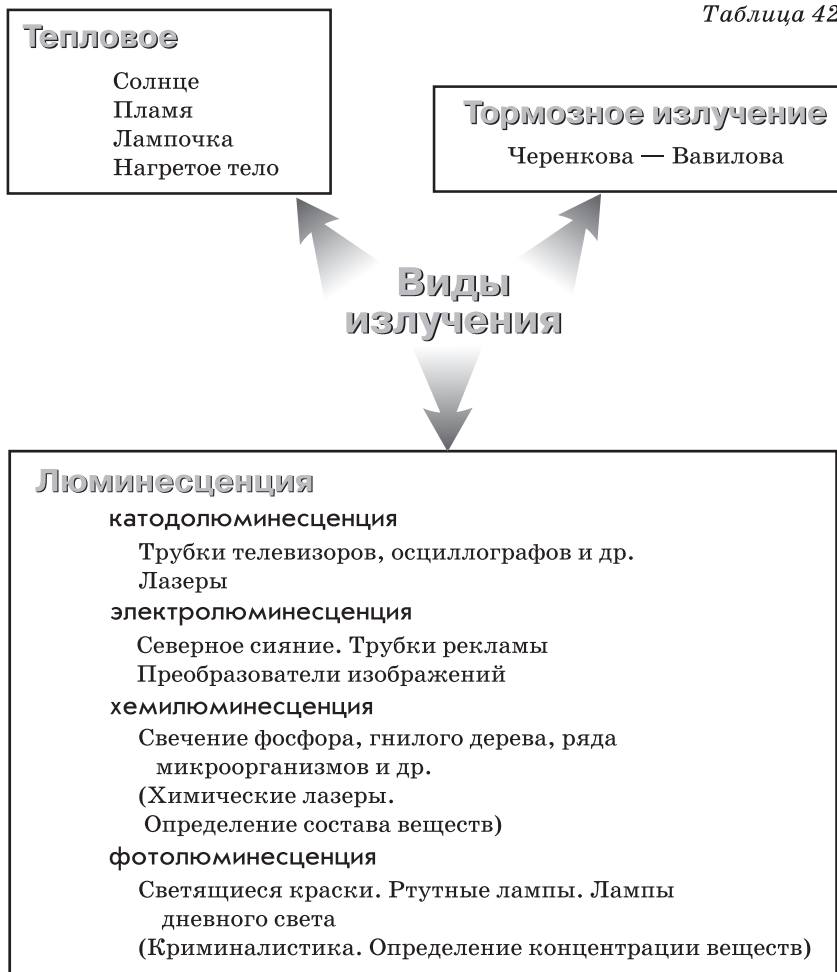 Таблица 42
Тепловое
Солнце
Пламя
Лампочка
Нагретое тело
Тормозное излучение
Черенкова — Вавилова
Виды
излучения
Люминесценция
катодолюминесценция
Трубки телевизоров, осциллографов и др.
Лазеры
электролюминесценция
Северное сияние. Трубки рекламы
Преобразователи изображений
хемилюминесценция
Свечение фосфора, гнилого дерева, ряда
микроорганизмов и др.
(Химические лазеры.
Определение состава веществ)
фотолюминесценция
Светящиеся краски. Ртутные лампы. Лампы
дневного света
(Криминалистика. Определение концентрации веществ)